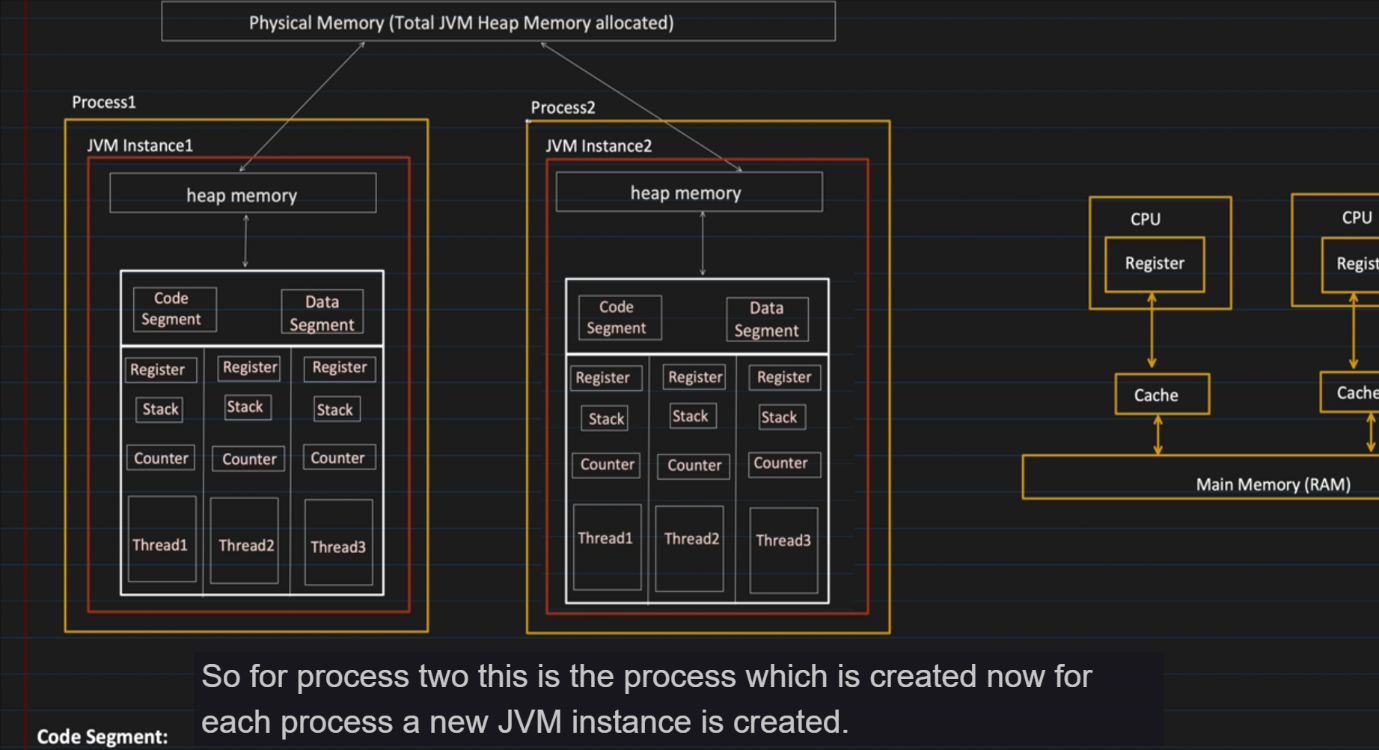 Physical Memory (Total JVM Heap Memory allocated)
Process1
JVM Instance1
heap memory
Code
Segment
Data
Segment
Register
Register
Register
Stack
Stack
Stack
Counter
Counter
Counter
Thread1
Thread2
Thread3
Process2
JVM Instance2
heap memory
Code
Segment
Data
Segment
Register
Register
Register
Stack
Stack
Stack
Counter
Counter
Counter
Thread1
Thread2
Thread3
CPU
Register
Cache
CPU
Regist
Cache
Main Memory (RAM)
So for process two this is the process which is created now for
each process a new JVM instance is created.
Code Segment: